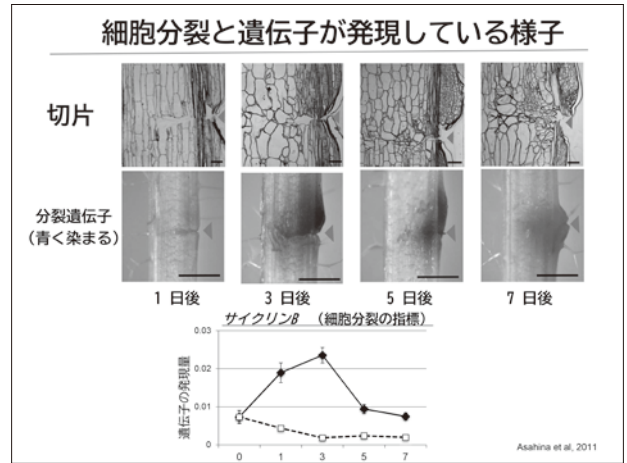 細胞分裂と遺伝子が発現している様子
切片
分裂遺伝子
(青く染まる)
1 日後
3 日後
5 日後
7 日後
サイクリンB (細胞分裂の指標)
遺伝子の発現量
0.03
0.02
0.01
0
0
1
3
5
7
Asahina et al, 2011